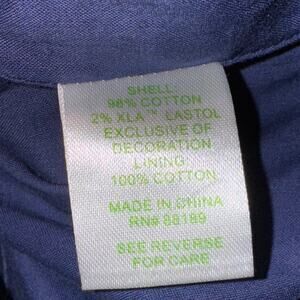 SHELL:
98% COTTON
2% XLA™ LASTOL
EXCLUSIVE OF
DECORATION
LINING:
100% COTTON
MADE IN CHINA
RN# 88189
SEE REVERSE
FOR CARE